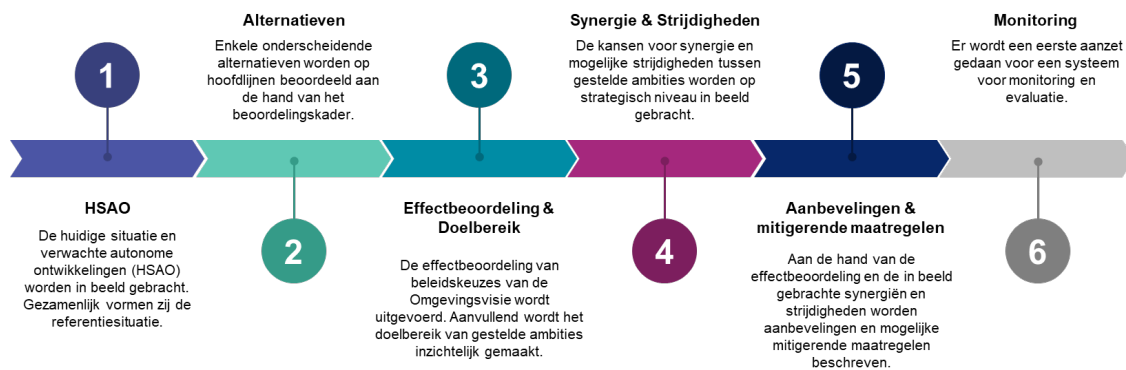 1
HSAO
De huidige situatie en
verwachte autonome
ontwikkelingen (HSAO)
worden in beeld gebracht.
Gezamenlijk vormen zij de
referentiesituatie.
Alternatieven
Enkele onderscheidende
alternatieven worden op
hoofdlijnen beoordeeld aan
de hand van het
beoordelingskader.
2
3
Effectbeoordeling &
Doelbereik
De effectbeoordeling van
beleidskeuzes van de
Omgevingsvisie wordt
uitgevoerd. Aanvullend wordt het
doelbereik van gestelde ambities
inzichtelijk gemaakt.
Synergie & Strijdigheden
De kansen voor synergie en
mogelijke strijdigheden tussen
gestelde ambities worden op
strategisch niveau in beeld
gebracht.
4
5
Aanbevelingen &
mitigerende maatregelen
Aan de hand van de
effectbeoordeling en de in beeld
gebrachte synergiën en
strijdigheden worden
aanbevelingen en mogelijke
mitigerende maatregelen
beschreven.
Monitoring
Er wordt een eerste aanzet
gedaan voor een systeem
voor monitoring en
evaluatie.
6